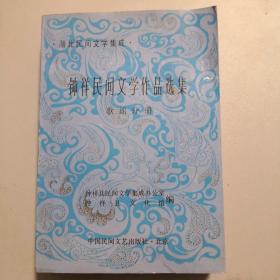 ·湖北民间文学集成·
钟祥民间文学作品选集
歌谣分册
钟祥县民间文学集成办公室
钟祥县文化馆
编
中国民间文艺出版社·北京